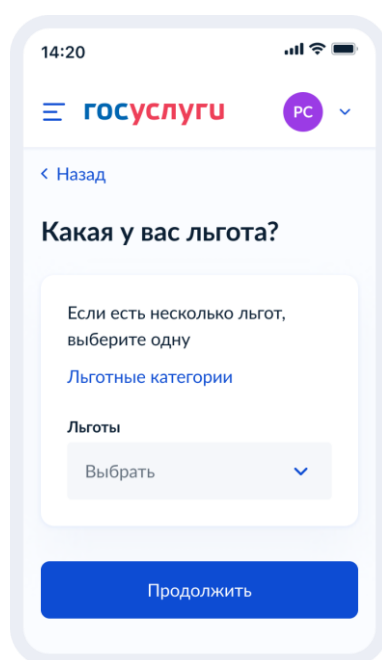 14:20
госуслуги
РС
Назад
Какая у вас льгота?
Если есть несколько льгот,
выберите одну
Льготные категории
Льготы
Выбрать
Продолжить